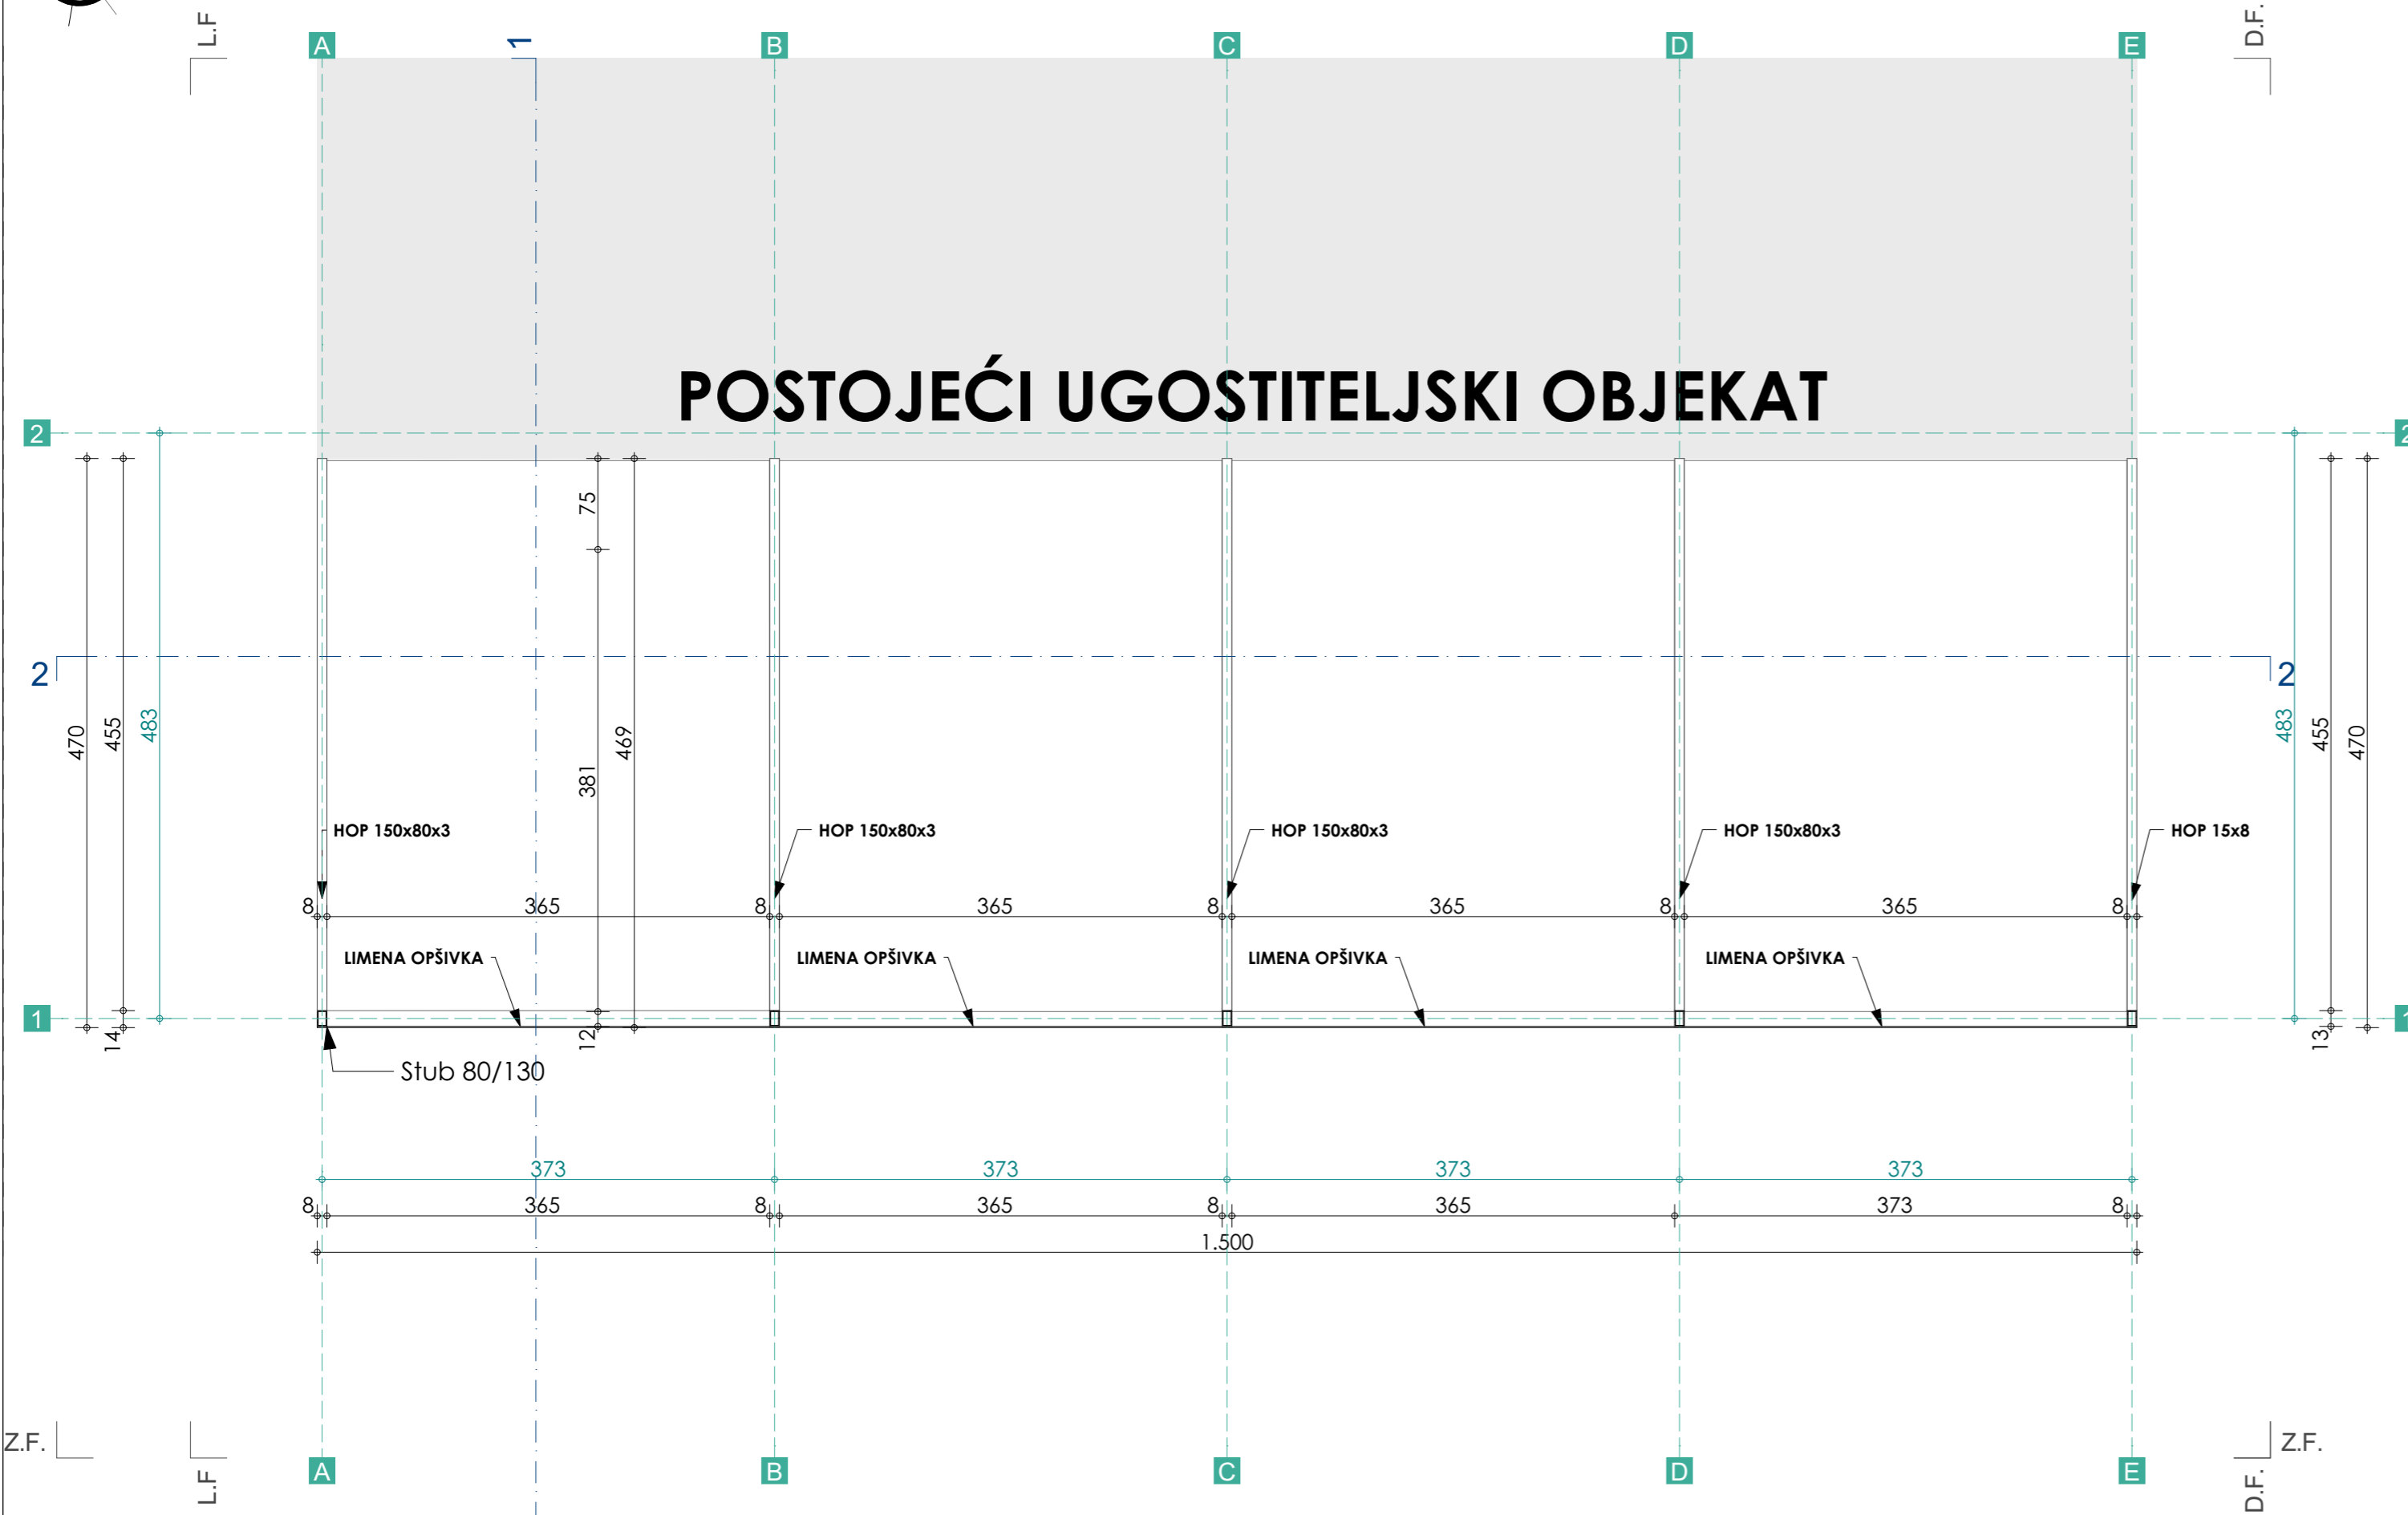 L.F
D.F.
A
1
B
C
D
E
POSTOJEĆI UGOSTITELJSKI OBJEKAT
2
2
75
2
2
470
455
483
381
469
483
455
470
HOP 150x80x3
HOP 150x80x3
HOP 150x80x3
HOP 150x80x3
HOP 15x8
8 365 8 365 8 365 8 365 8
LIMENA OPŠIVKA
LIMENA OPŠIVKA
LIMENA OPŠIVKA
LIMENA OPŠIVKA
1
1
14
12
13
Stub 80/130
373 373 373 373
8 365 8 365 8 365 373 8
1.500
Z.F.
Z.F.
L.F
A
B
C
D
E
D.F.